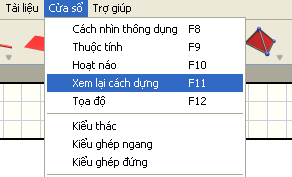 Tài liệu Cửa sổ Trợ giúp
Cách nhìn thông dụng F8
Thuộc tính F9
Hoạt náo F10
Xem lại cách dựng F11
Tọa độ F12
Kiểu thác
Kiểu ghép ngang
Kiểu ghép đứng